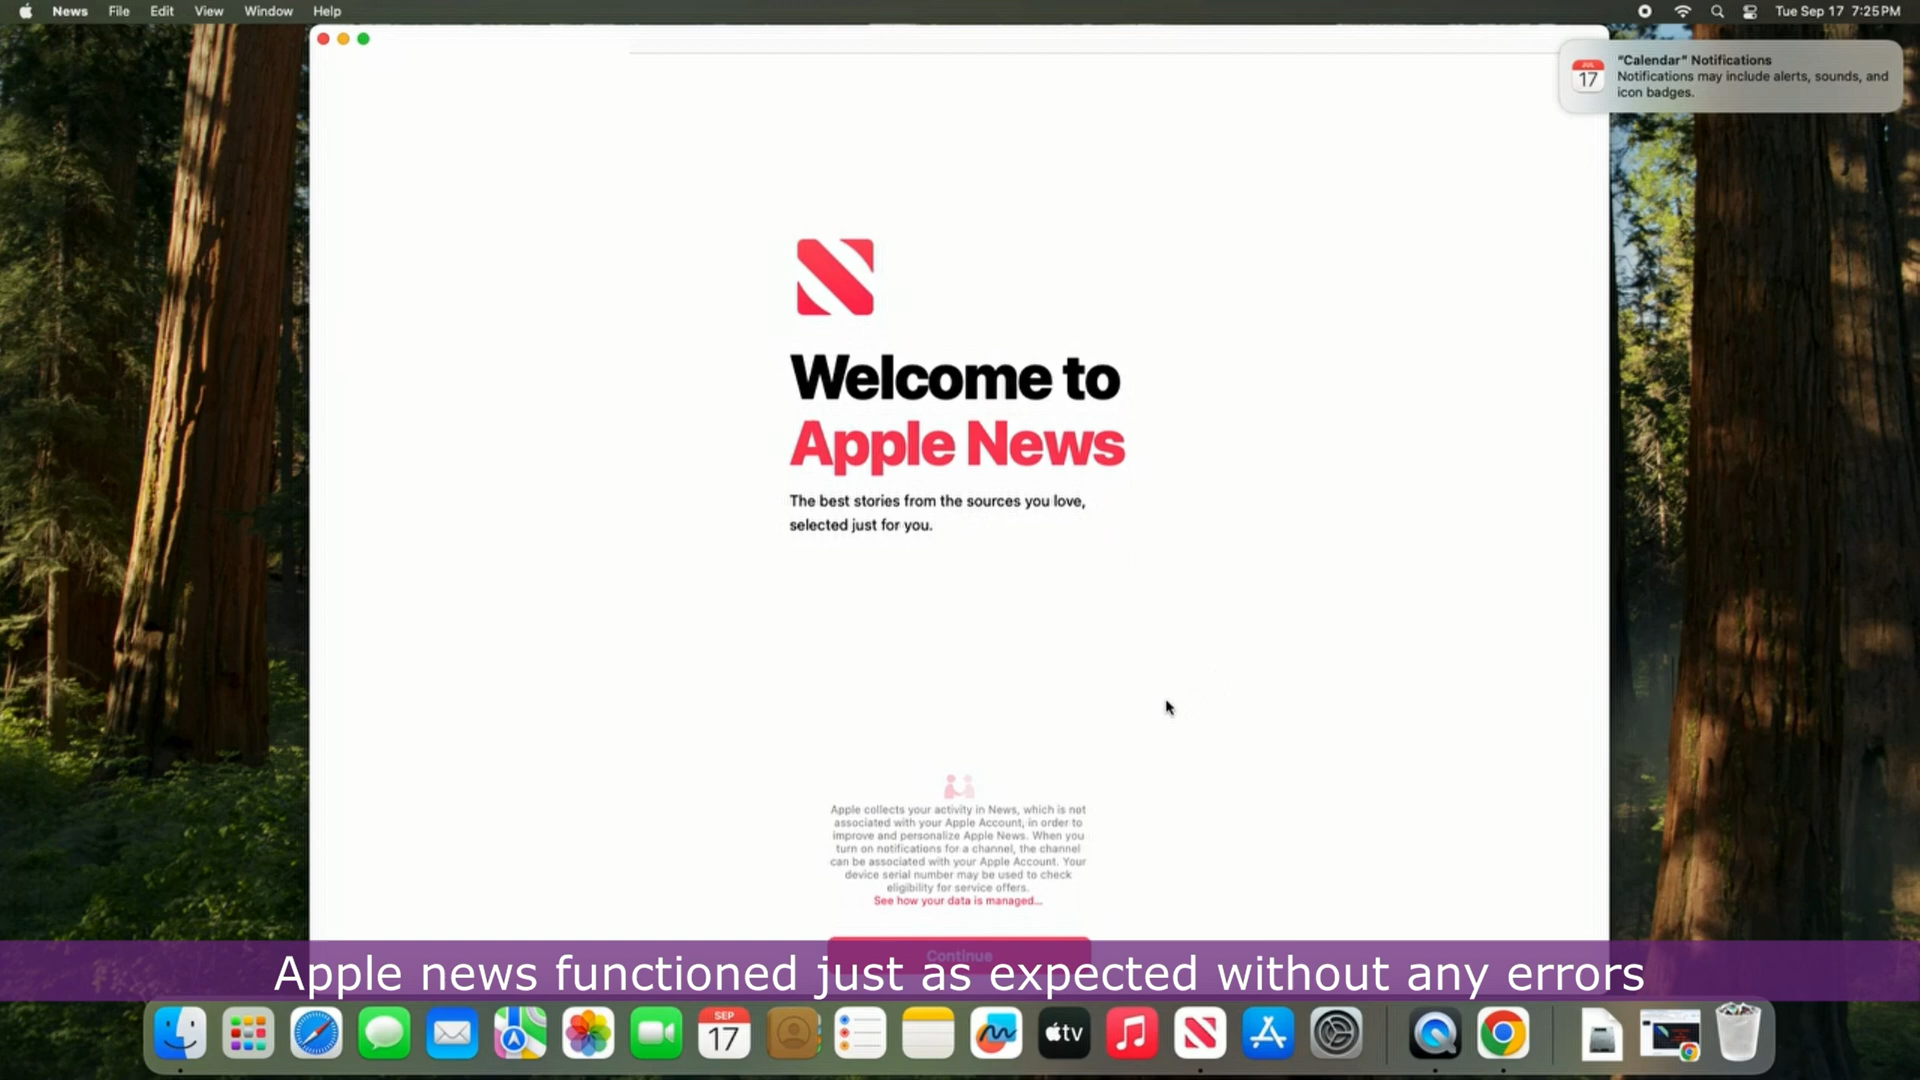 News File Edit View Window Help
Tue Sep 17 7:25 PM
"Calendar" Notifications
Notifications may include alerts, sounds, and
icon badges.
JUL
17
Welcome to
Apple News
The best stories from the sources you love,
selected just for you.
Apple collects your activity in News, which is not
associated with your Apple Account, in order to
improve and personalize Apple News. When you
turn on notifications for a channel, the channel
can be associated with your Apple Account. Your
device serial number may be used to check
eligibility for service offers.
See how your data is managed...
Continue
Apple news functioned just as expected without any errors
SEP
17
tv